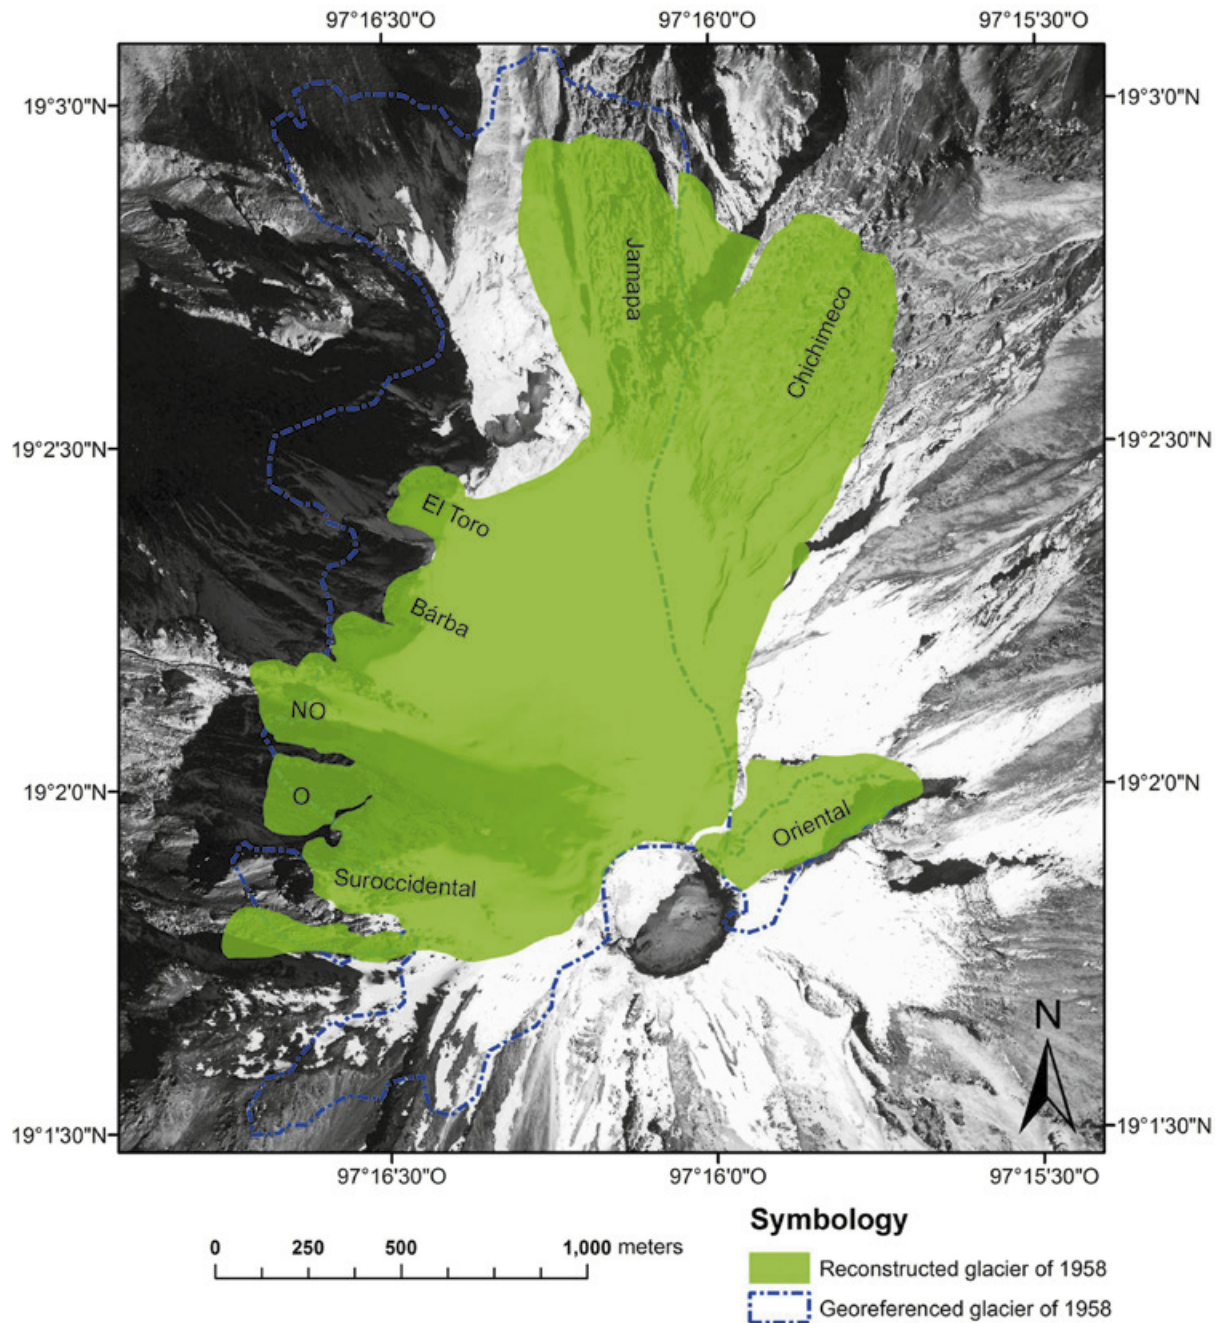 97°16'30"O 97°16'0"O 97°15'30"O
19°3'0"N 19°3'0"N
Jamapa
Chichimeco
19°2'30"N 19°2'30"N
El Toro
Bárba
NO
19°2'0"N 19°2'0"N
O
Oriental
Suroccidental
N
19°1'30"N 19°1'30"N
97°16'30"O 97°16'0"O 97°15'30"O
Symbology
0 250 500 1,000 meters
Reconstructed glacier of 1958
Georeferenced glacier of 1958